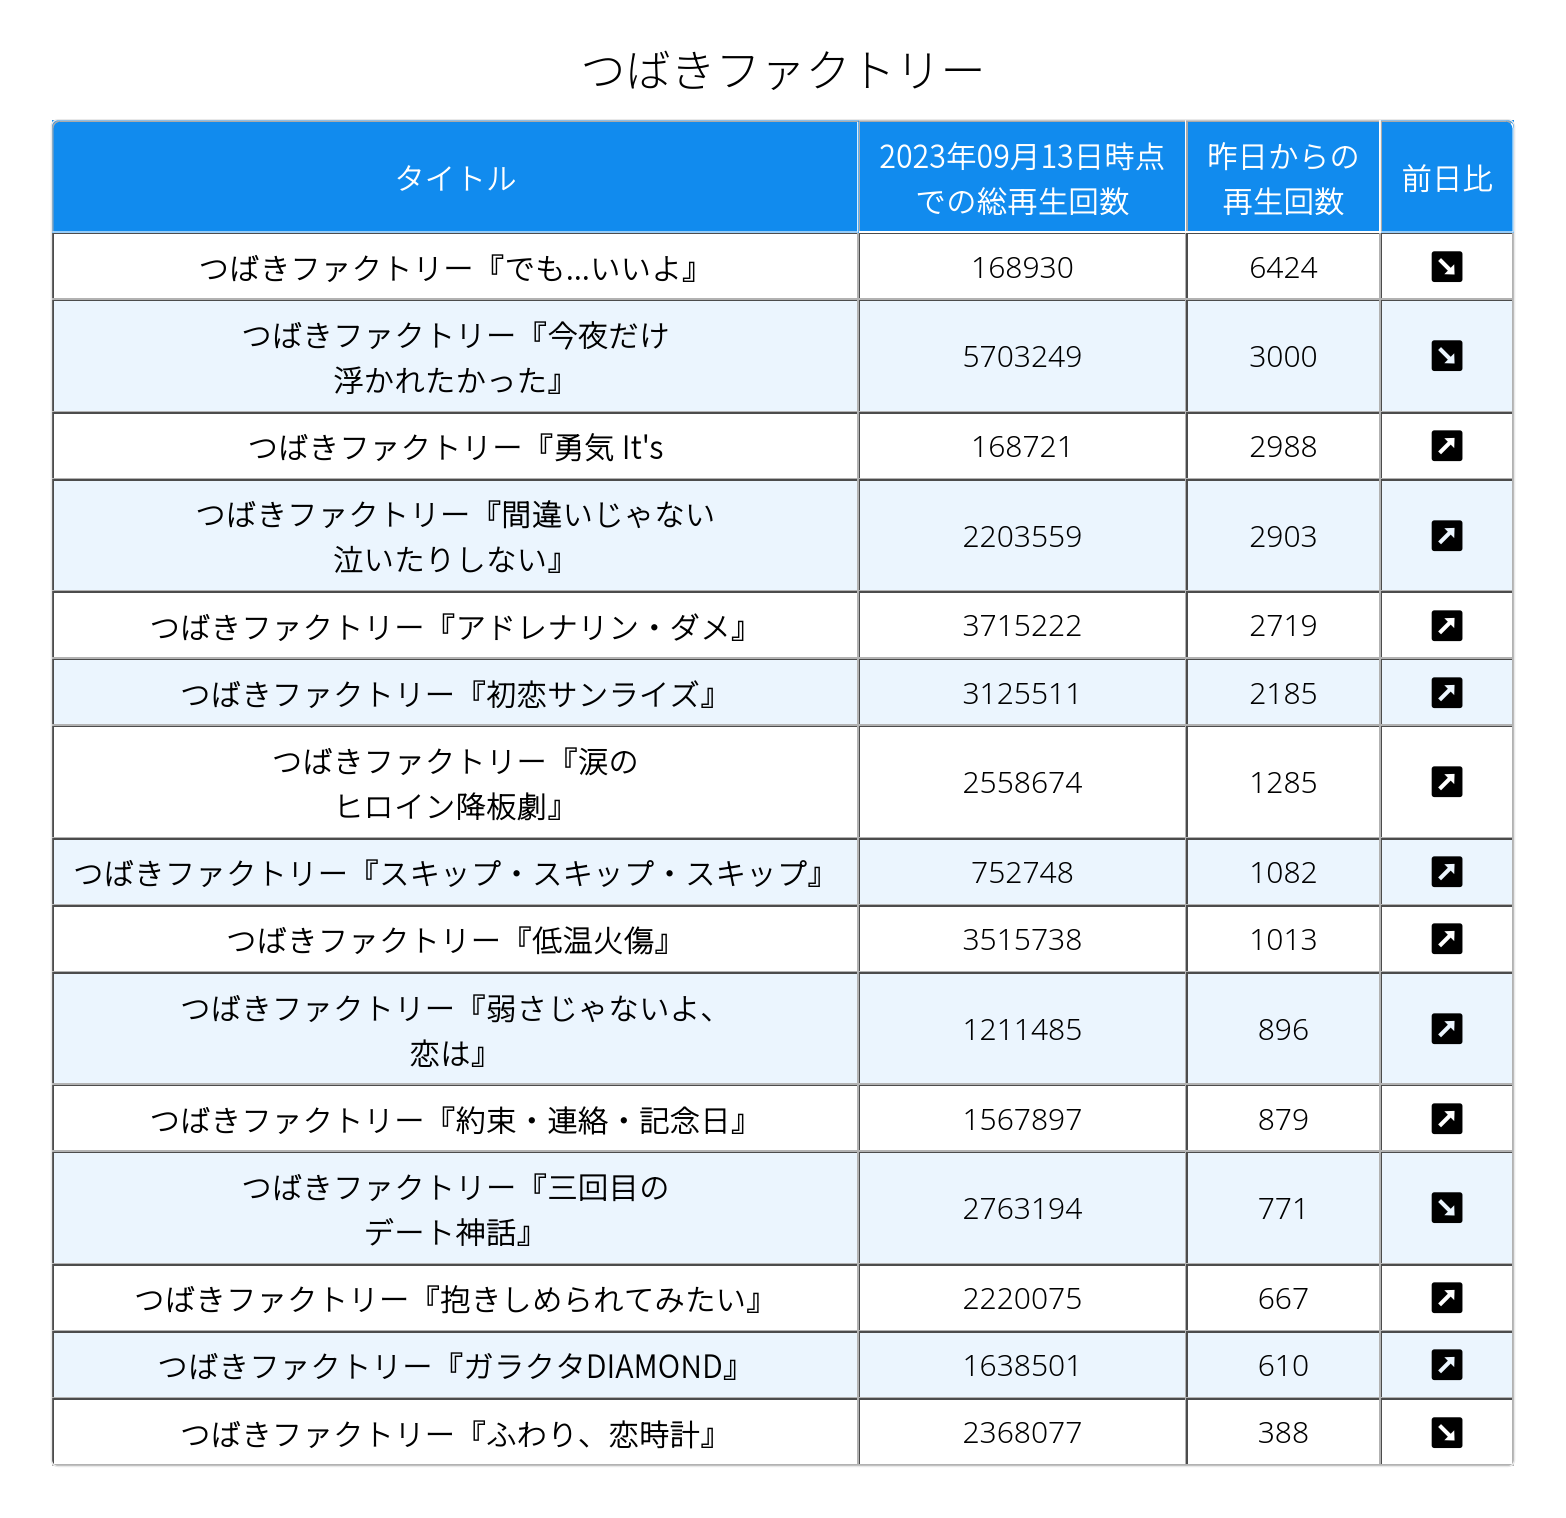 つばきファクトリー
タイトル
2023年09月13日時点
での総再生回数
昨日からの
再生回数
前日比
つばきファクトリー『でも...いいよ』
168930
6424
つばきファクトリー『今夜だけ
浮かれたかった』
5703249
3000
つばきファクトリー『勇気 It's
168721
2988
つばきファクトリー『間違いじゃない
泣いたりしない』
2203559
2903
つばきファクトリー『アドレナリン・ダメ』
3715222
2719
つばきファクトリー『初恋サンライズ』
3125511
2185
つばきファクトリー『涙の
ヒロイン降板劇』
2558674
1285
つばきファクトリー『スキップ・スキップ・スキップ』
752748
1082
つばきファクトリー『低温火傷』
3515738
1013
つばきファクトリー『弱さじゃないよ、
恋は』
1211485
896
つばきファクトリー『約束・連絡・記念日』
1567897
879
つばきファクトリー『三回目の
デート神話』
2763194
771
つばきファクトリー『抱きしめられてみたい』
2220075
667
つばきファクトリー『ガラクタDIAMOND』
1638501
610
つばきファクトリー『ふわり、恋時計』
2368077
388